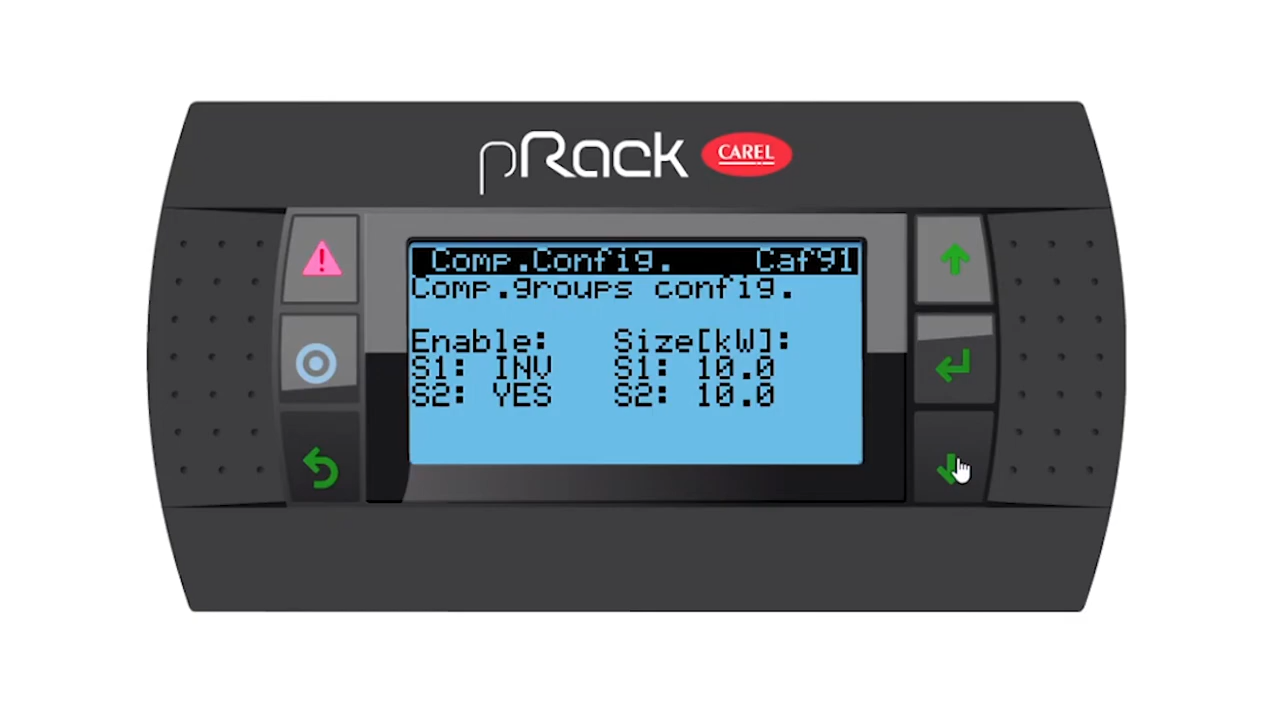 pRack CAREL
Comp.Config. Caf91
Comp.groups config.
Enable: Size[kW]:
S1: INV S1: 10.0
S2: YES S2: 10.0